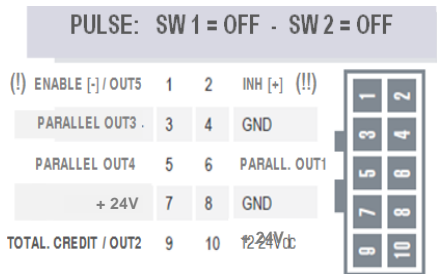 PULSE: SW 1 = OFF - SW 2 = OFF
(!) ENABLE [-] / OUT5 1 2 INH [+] (!!)
PARALLEL OUT3 . 3 4 GND
PARALLEL OUT4 5 6 PARALL. OUT1
+ 24V 7 8 GND
TOTAL. CREDIT / OUT2 9 10
1 2
3 4
5 6
7 8
9 10